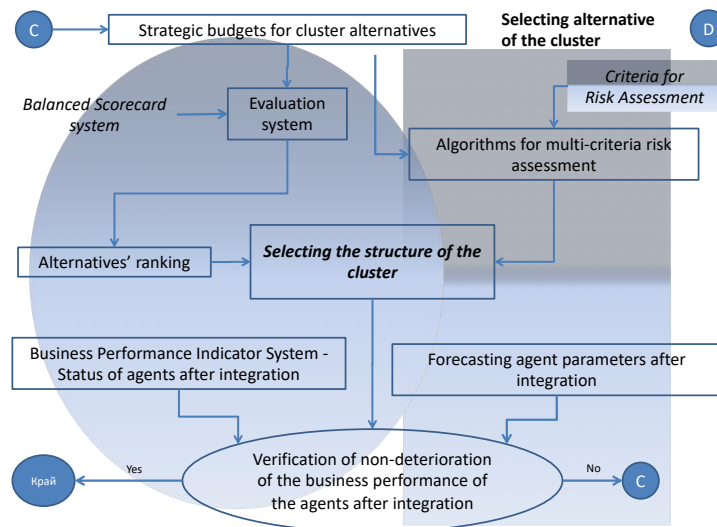 C
Strategic budgets for cluster alternatives
Selecting alternative
of the cluster
D
Criteria for
Risk Assessment
Balanced Scorecard
system
Evaluation
system
Algorithms for multi-criteria risk
assessment
Alternatives’ ranking
Selecting the structure of the
cluster
Business Performance Indicator System -
Status of agents after integration
Forecasting agent parameters after
integration
Verification of non-deterioration
of the business performance of
the agents after integration
Yes
Край
No
C